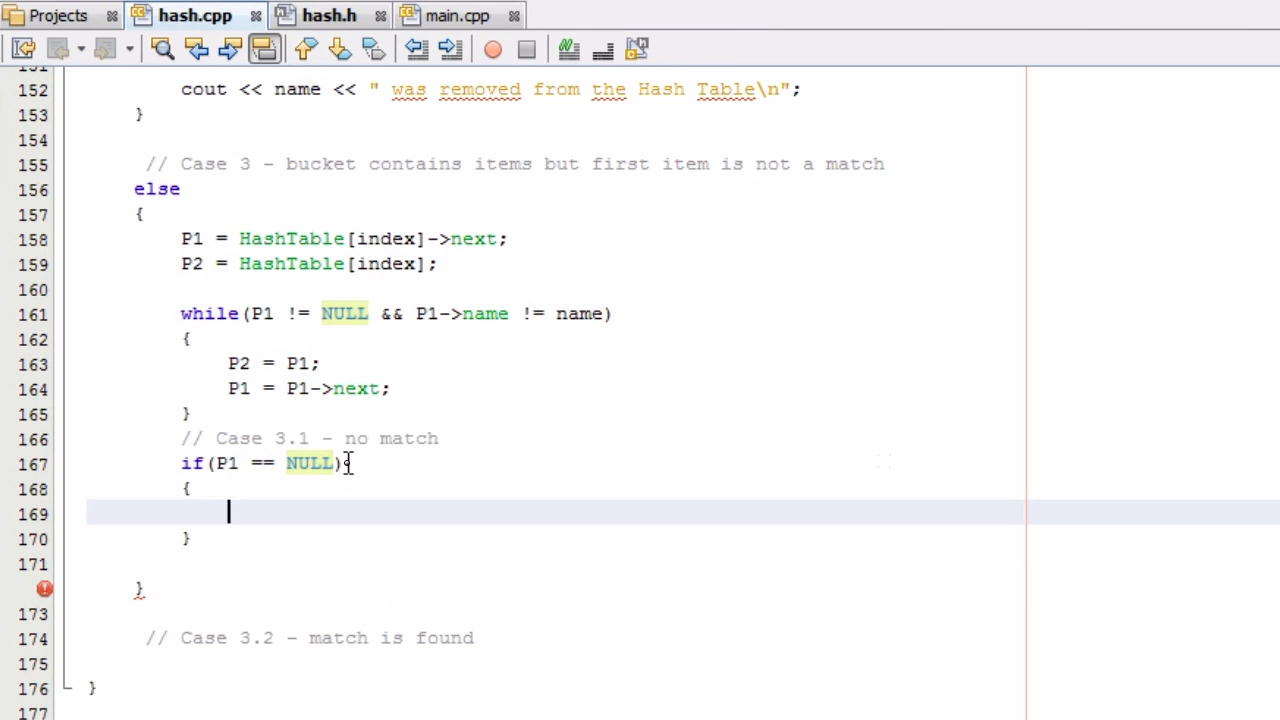 Projects hash.cpp hash.h main.cpp
152 cout << name << " was removed from the Hash Table\n";
153 }
154
155 // Case 3 - bucket contains items but first item is not a match
156 else
157 {
158 P1 = HashTable[index]->next;
159 P2 = HashTable[index];
160
161 while(P1 != NULL && P1->name != name)
162 {
163 P2 = P1;
164 P1 = P1->next;
165 }
166 // Case 3.1 - no match
167 if(P1 == NULL)
168 {
169
170 }
171
}
173
174 // Case 3.2 - match is found
175
176 }
177